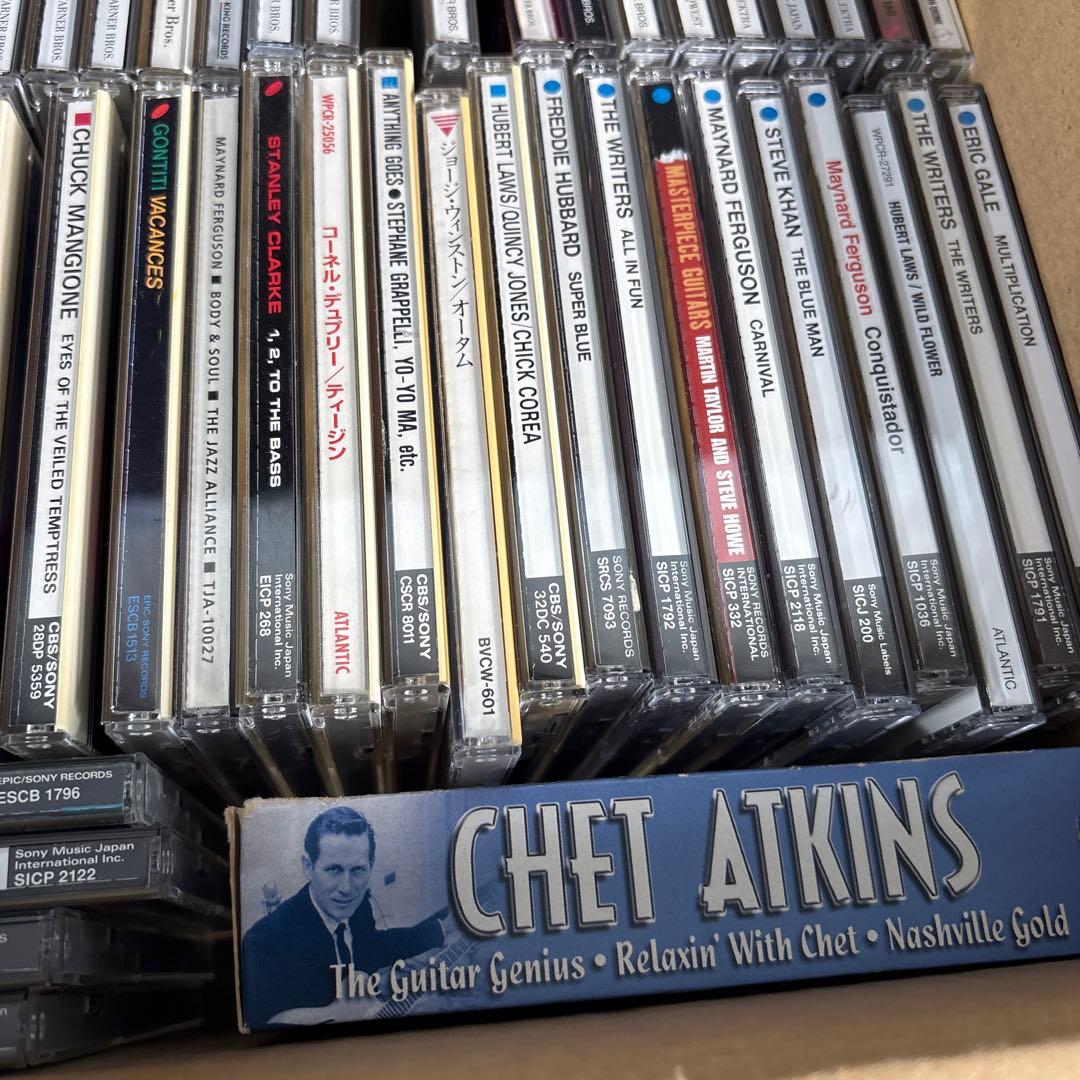 WARNER BROS.
WARNER BROS.
KING RECORDS
CHUCK MANGIONE EYES OF THE VEILED TEMPTRESS
CBS/SONY
28DP 5359
GONTITI VACANCES
EPIC/SONY RECORDS
ESCB1513
MAYNARD FERGUSON ■ BODY & SOUL ■ THE JAZZ ALLIANCE ■ TJA-10027
STANLEY CLARKE 1, 2, TO THE BASS
Sony Music Japan
International Inc.
EICP 268
WPCR-25056
コーネル・デュプリー／ティージン
ATLANTIC
ANYTHING GOES ● STEPHANE GRAPPELLI, YO-YO MA, etc.
CBS/SONY
CSCR 8011
ジョージ・ウィンストン／オータム
BVCW-601
HUBERT LAWS/QUINCY JONES/CHICK COREA
CBS/SONY
32DC 540
FREDDIE HUBBARD SUPER BLUE
SONY RECORDS
SRCS 7093
THE WRITERS ALL IN FUN
Sony Music Japan
International Inc.
SICP 1792
MASTERPIECE GUITARS MARTIN TAYLOR AND STEVE HOWE
SONY RECORDS
INTERNATIONAL
SICP 332
MAYNARD FERGUSON CARNIVAL
Sony Music Japan
International Inc.
SICP 2118
STEVE KHAN THE BLUE MAN
Sony Music Labels
SICJ 200
Maynard Ferguson Conquistador
Sony Music Japan
International Inc.
SICP 1036
WPCR-27291
HUBERT LAWS / WILD FLOWER
ATLANTIC
THE WRITERS THE WRITERS
Sony Music Japan
International Inc.
SICP 1791
ERIC GALE MULTIPLICATION
EPIC/SONY RECORDS
ESCB 1796
Sony Music Japan
International Inc.
SICP 2122
CHET ATKINS
The Guitar Genius • Relaxin' With Chet • Nashville Gold